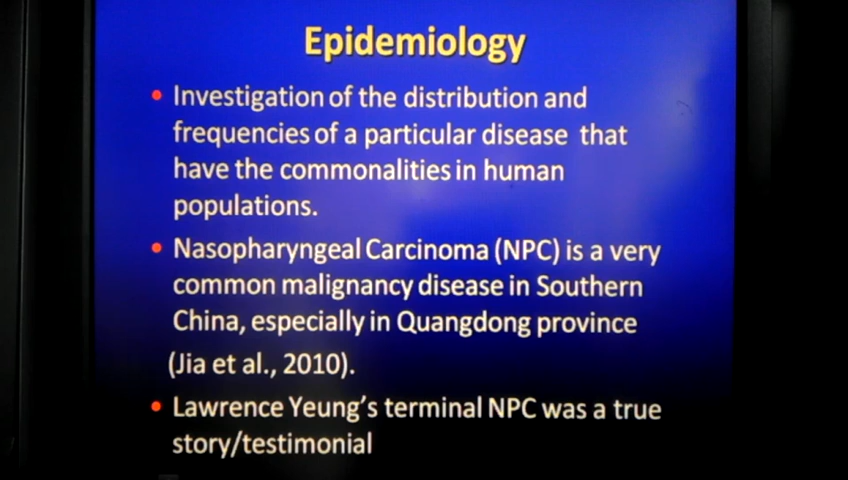 Epidemiology
• Investigation of the distribution and
frequencies of a particular disease that
have the commonalities in human
populations.
• Nasopharyngeal Carcinoma (NPC) is a very
common malignancy disease in Southern
China, especially in Quangdong province
(Jia et al., 2010).
• Lawrence Yeung's terminal NPC was a true
story/testimonial